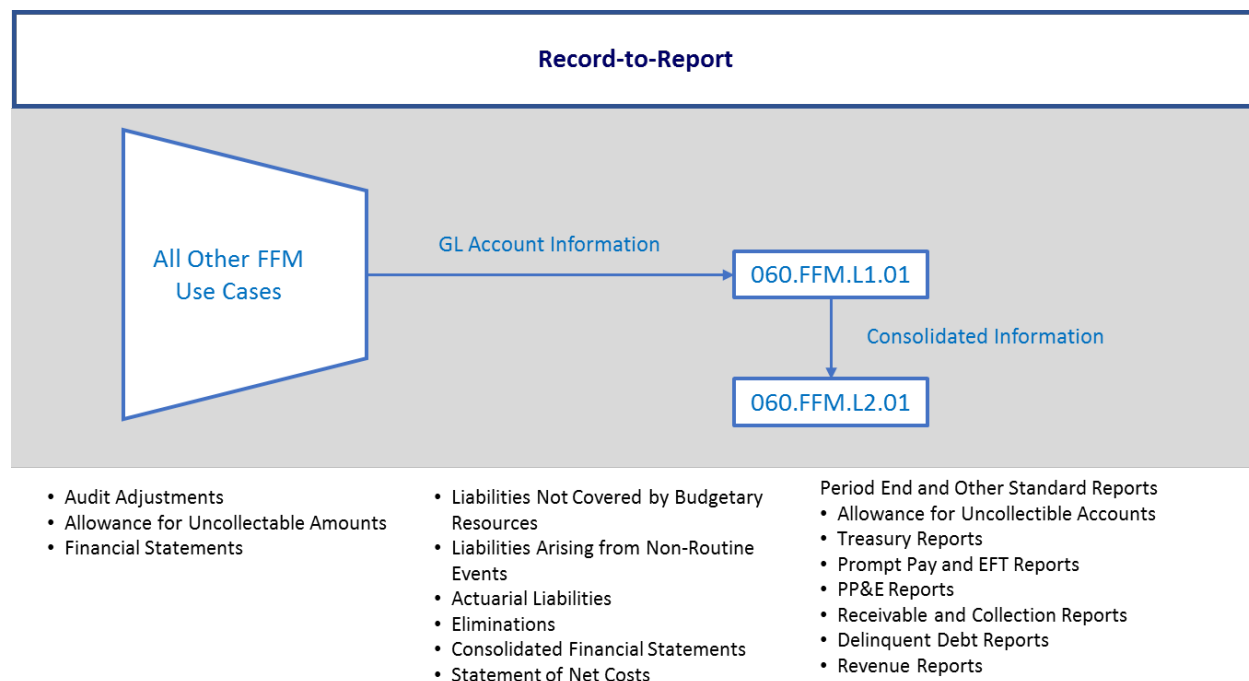 Record-to-Report
All Other FFM
Use Cases
GL Account Information
060.FFM.L1.01
Consolidated Information
060.FFM.L2.01
• Audit Adjustments
• Allowance for Uncollectable Amounts
• Financial Statements
• Liabilities Not Covered by Budgetary
Resources
• Liabilities Arising from Non-Routine
Events
• Actuarial Liabilities
• Eliminations
• Consolidated Financial Statements
• Statement of Net Costs
Period End and Other Standard Reports
• Allowance for Uncollectible Accounts
• Treasury Reports
• Prompt Pay and EFT Reports
• PP&E Reports
• Receivable and Collection Reports
• Delinquent Debt Reports
• Revenue Reports